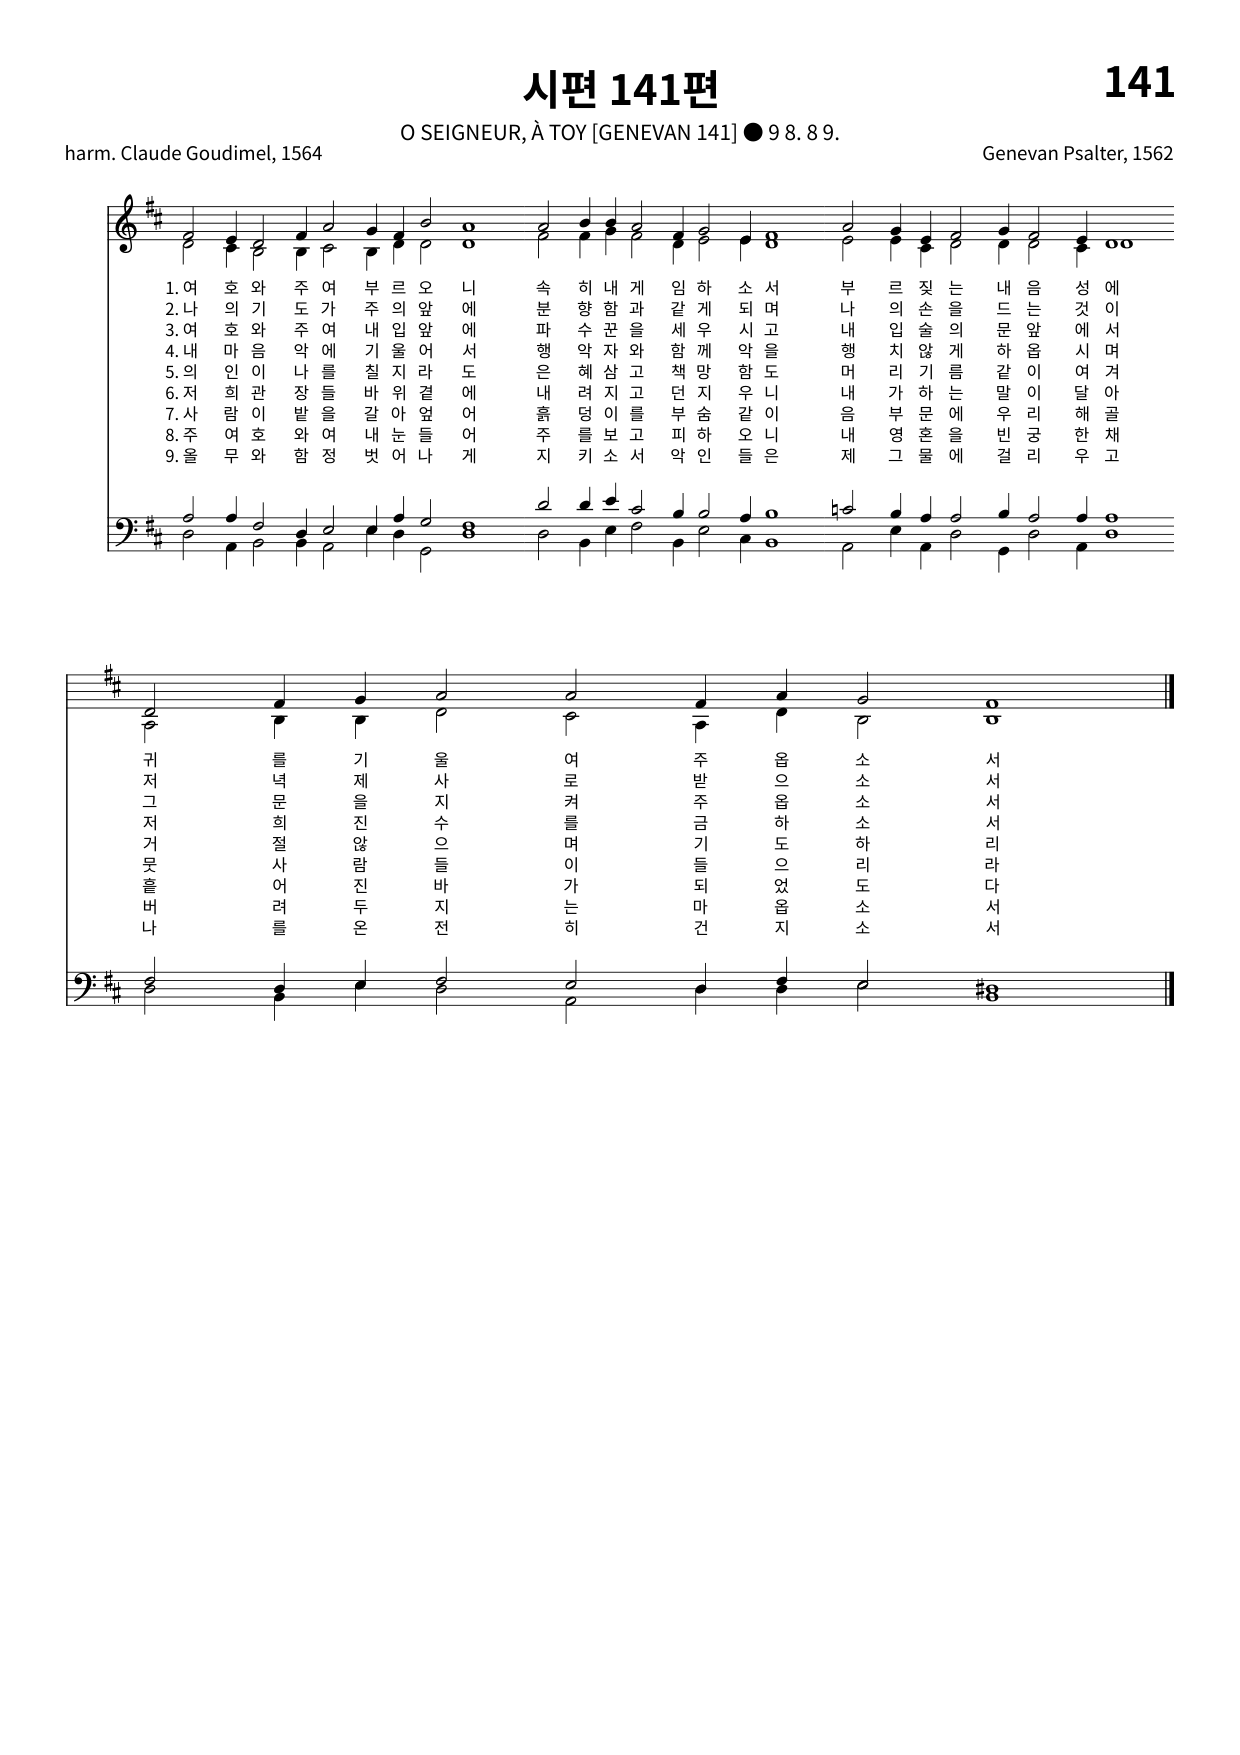 시편 141편
141
O SEIGNEUR, À TOY [GENEVAN 141] ● 9 8. 8 9.
harm. Claude Goudimel, 1564
Genevan Psalter, 1562
1. 여 호 와 주 여 부 르 오 니 속 히 내 게 임 하 소 서 부 르 짖 는 내 음 성 에
2. 나 의 기 도 가 주 의 앞 에 분 향 함 과 같 게 되 며 나 의 손 을 드 는 것 이
3. 여 호 와 주 여 내 입 앞 에 파 수 꾼 을 세 우 시 고 내 입 술 의 문 앞 에 서
4. 내 마 음 악 에 기 울 어 서 행 악 자 와 함 께 악 을 행 치 않 게 하 옵 시 며
5. 의 인 이 나 를 칠 지 라 도 은 혜 삼 고 책 망 함 도 머 리 기 름 같 이 여 겨
6. 저 희 관 장 들 바 위 곁 에 내 려 지 고 던 지 우 니 내 가 하 는 말 이 달 아
7. 사 람 이 밭 을 갈 아 엎 어 흙 덩 이 를 부 숨 같 이 음 부 문 에 우 리 해 골
8. 주 여 호 와 여 내 눈 들 어 주 를 보 고 피 하 오 니 내 영 혼 을 빈 궁 한 채
9. 올 무 와 함 정 벗 어 나 게 지 키 소 서 악 인 들 은 제 그 물 에 걸 리 우 고
귀 를 기 울 여 주 옵 소 서
저 녁 제 사 로 받 으 소 서
그 문 을 지 켜 주 옵 소 서
저 희 진 수 를 금 하 소 서
거 절 않 으 며 기 도 하 리
뭇 사 람 들 이 들 으 리 라
흩 어 진 바 가 되 었 도 다
버 려 두 지 는 마 옵 소 서
나 를 온 전 히 건 지 소 서